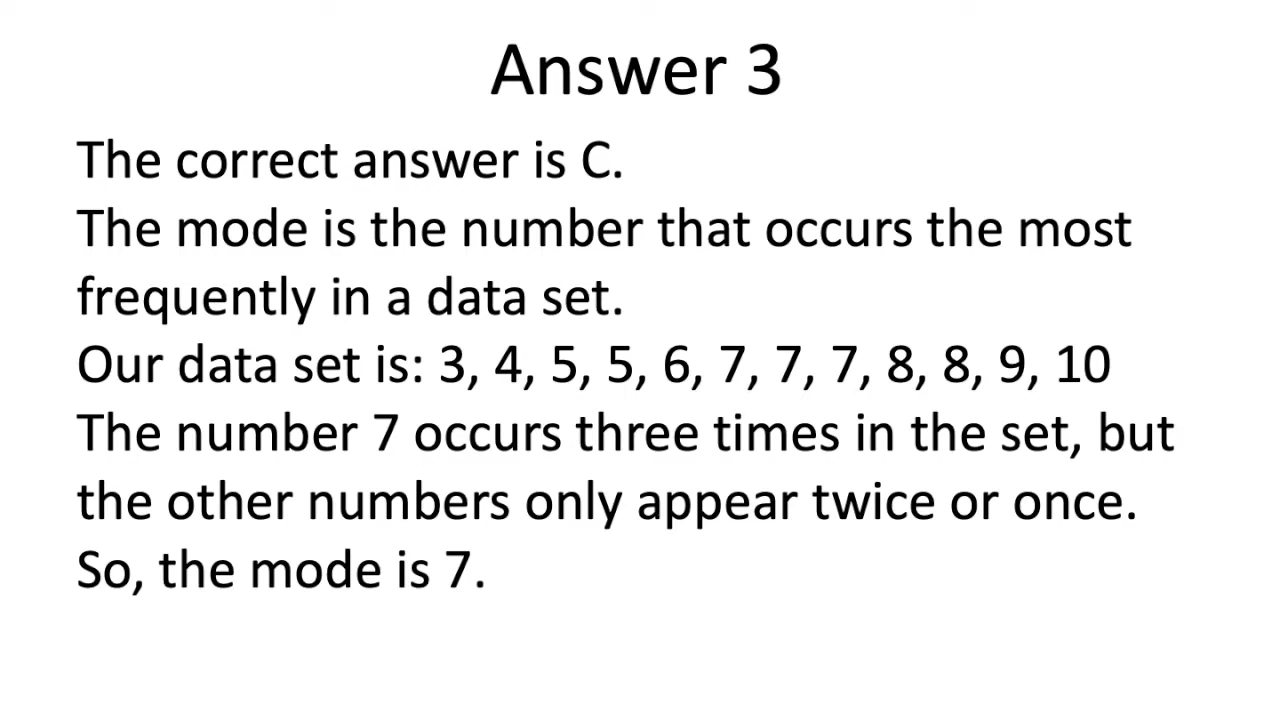 Answer 3
The correct answer is C.
The mode is the number that occurs the most
frequently in a data set.
Our data set is: 3, 4, 5, 5, 6, 7, 7, 7, 8, 8, 9, 10
The number 7 occurs three times in the set, but
the other numbers only appear twice or once.
So, the mode is 7.